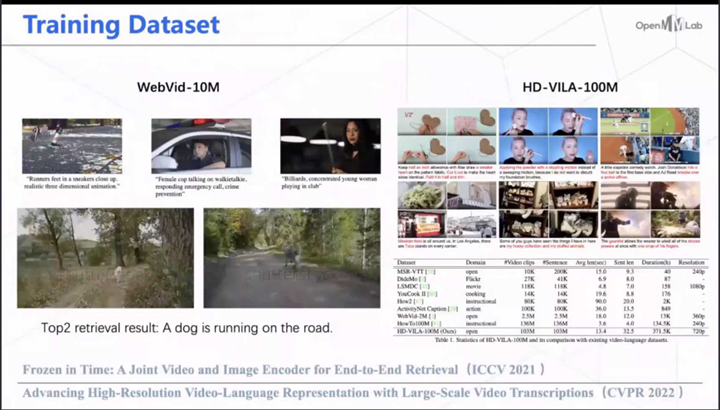 Training Dataset
OpenMMLab
WebVid-10M
HD-VILA-100M
"Runners feet in a sneakers close up.
realistic three dimensional animation."
"Female cop talking on walkietalkie,
responding emergency call, crime
prevention"
"Billiards, concentrated young woman
playing in club"
Top2 retrieval result: A dog is running on the road.
Dataset Domain #Video clips #Sentence Avg len(sec) Sent len Duration(h) Resolution
MSR-VTT open 10K 200K 15.0 9.3 40 240p
DideMo Flickr 27K 41K 6.9 8.0 87 -
LSMDC movie 118K 118K 4.8 7.0 158 1080p
YouCook II cooking 14K 14K 19.6 8.8 176 -
How2 instructional 80K 80K 90.0 20.0 2K -
ActivityNet Caption action 100K 100K 36.0 13.5 849 -
WebVid-2M open 2.5M 2.5M 18.0 12.0 13K 360p
HowTo100M instructional 136M 136M 3.6 4.0 134.5K 240p
HD-VILA-100M (Ours) open 103M 103M 13.4 32.5 371.5K 720p
Table 1. Statistics of HD-VILA-100M and its comparison with existing video-language datasets.
Frozen in Time: A Joint Video and Image Encoder for End-to-End Retrieval（ICCV 2021）
Advancing High-Resolution Video-Language Representation with Large-Scale Video Transcriptions（CVPR 2022）